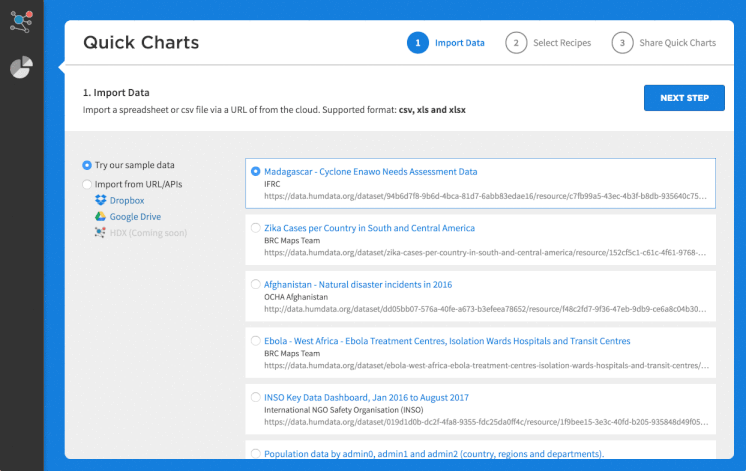 Quick Charts
1 Import Data
2 Select Recipes
3 Share Quick Charts
1. Import Data
Import a spreadsheet or csv file via a URL of from the cloud. Supported format: csv, xls and xlsx
NEXT STEP
Try our sample data
Import from URL/APIs
Dropbox
Google Drive
HDX (Coming soon)
Madagascar - Cyclone Enawo Needs Assessment Data
IFRC
https://data.humdata.org/dataset/94b6d7f8-9b6d-4bca-81d7-6abb83edae16/resource/c7fb99a5-43ec-4b3f-b8db-935640c75...
Zika Cases per Country in South and Central America
BRC Maps Team
https://data.humdata.org/dataset/zika-cases-per-country-in-south-and-central-america/resource/152cf5c1-c61c-4f61-9768-...
Afghanistan - Natural disaster incidents in 2016
OCHA Afghanistan
http://data.humdata.org/dataset/dd05bb07-576a-40fe-a673-b3efeea78652/resource/f48c2fd7-9f36-47eb-9db9-ce6a8c04b30...
Ebola - West Africa - Ebola Treatment Centres, Isolation Wards Hospitals and Transit Centres
BRC Maps Team
https://data.humdata.org/dataset/ebola-west-africa-ebola-treatment-centres-isolation-wards-hospitals-and-transit-centres/...
INSO Key Data Dashboard, Jan 2016 to August 2017
International NGO Safety Organisation (INSO)
https://data.humdata.org/dataset/019d1d0b-dc2f-4fa8-9355-fdc25da0ff4c/resource/1f9bee15-3e3c-40fd-b205-935848d49f05...
Population data by admin0, admin1 and admin2 (country, regions and departments).